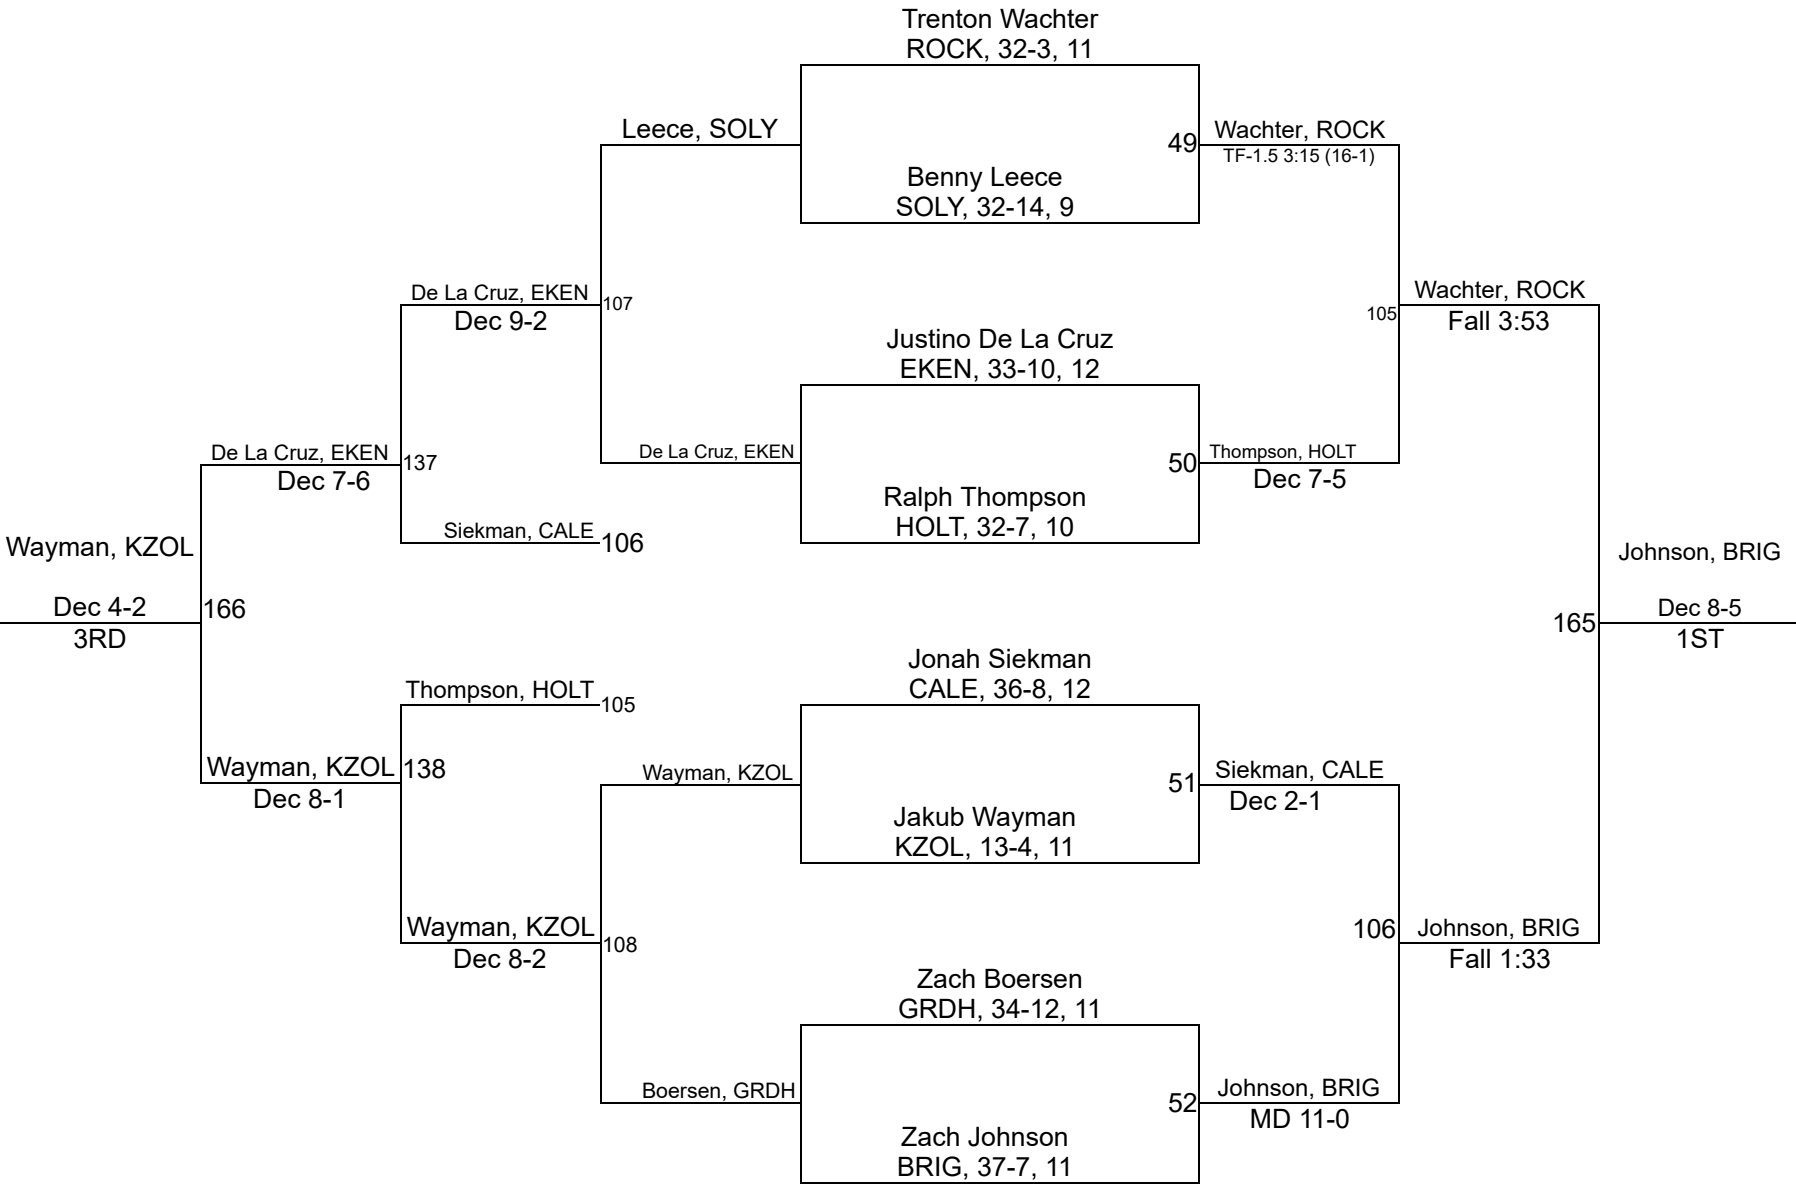 Trenton Wachter
ROCK, 32-3, 11
Leece, SOLY
49
Wachter, ROCK
TF-1.5 3:15 (16-1)
Benny Leece
SOLY, 32-14, 9
De La Cruz, EKEN
Dec 9-2
107
105
Wachter, ROCK
Fall 3:53
Justino De La Cruz
EKEN, 33-10, 12
De La Cruz, EKEN
Dec 7-6
137
De La Cruz, EKEN
50
Thompson, HOLT
Dec 7-5
Ralph Thompson
HOLT, 32-7, 10
Siekman, CALE
106
Wayman, KZOL
Dec 4-2
3RD
166
165
Johnson, BRIG
Dec 8-5
1ST
Jonah Siekman
CALE, 36-8, 12
Thompson, HOLT
105
Wayman, KZOL
Dec 8-1
138
Wayman, KZOL
51
Siekman, CALE
Dec 2-1
Jakub Wayman
KZOL, 13-4, 11
Wayman, KZOL
Dec 8-2
108
106
Johnson, BRIG
Fall 1:33
Zach Boersen
GRDH, 34-12, 11
Boersen, GRDH
52
Johnson, BRIG
MD 11-0
Zach Johnson
BRIG, 37-7, 11